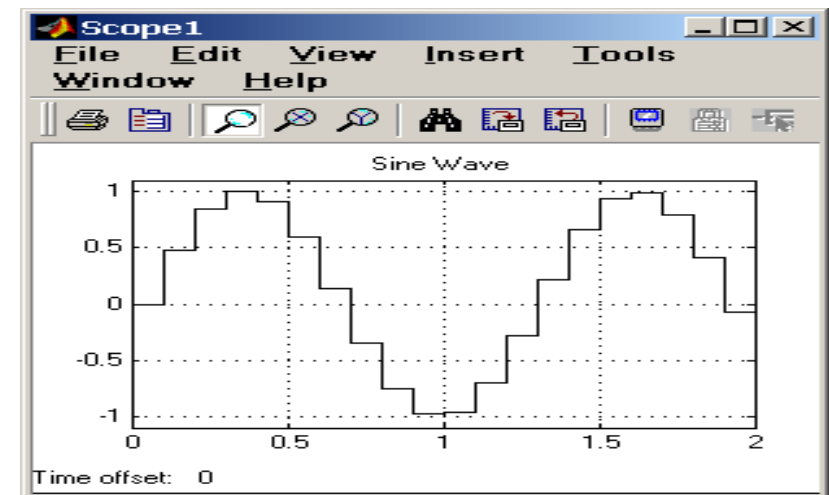 Scope1
File Edit View Insert Tools
Window Help
Sine Wave
1
0.5
0
-0.5
-1
0 0.5 1 1.5 2
Time offset: 0